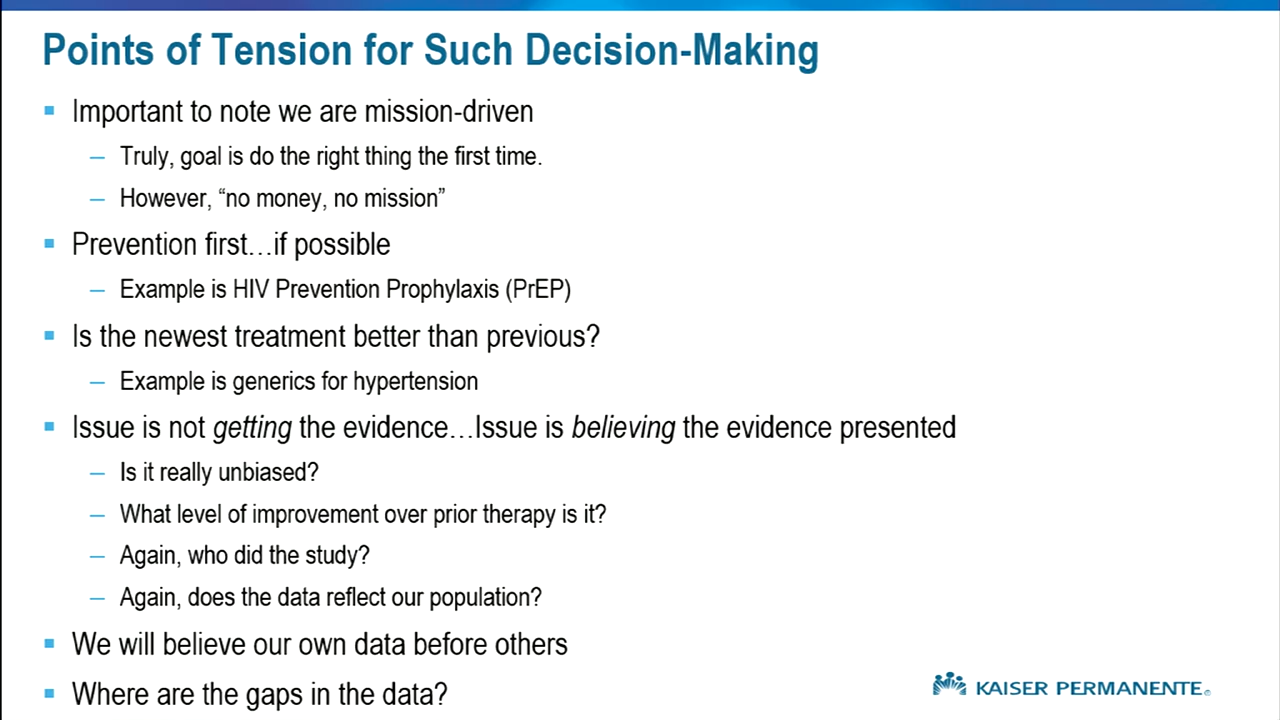 Points of Tension for Such Decision-Making
Important to note we are mission-driven
– Truly, goal is do the right thing the first time.
– However, “no money, no mission”
Prevention first…if possible
– Example is HIV Prevention Prophylaxis (PrEP)
Is the newest treatment better than previous?
– Example is generics for hypertension
Issue is not getting the evidence…Issue is believing the evidence presented
– Is it really unbiased?
– What level of improvement over prior therapy is it?
– Again, who did the study?
– Again, does the data reflect our population?
We will believe our own data before others
Where are the gaps in the data?
KAISER PERMANENTE®